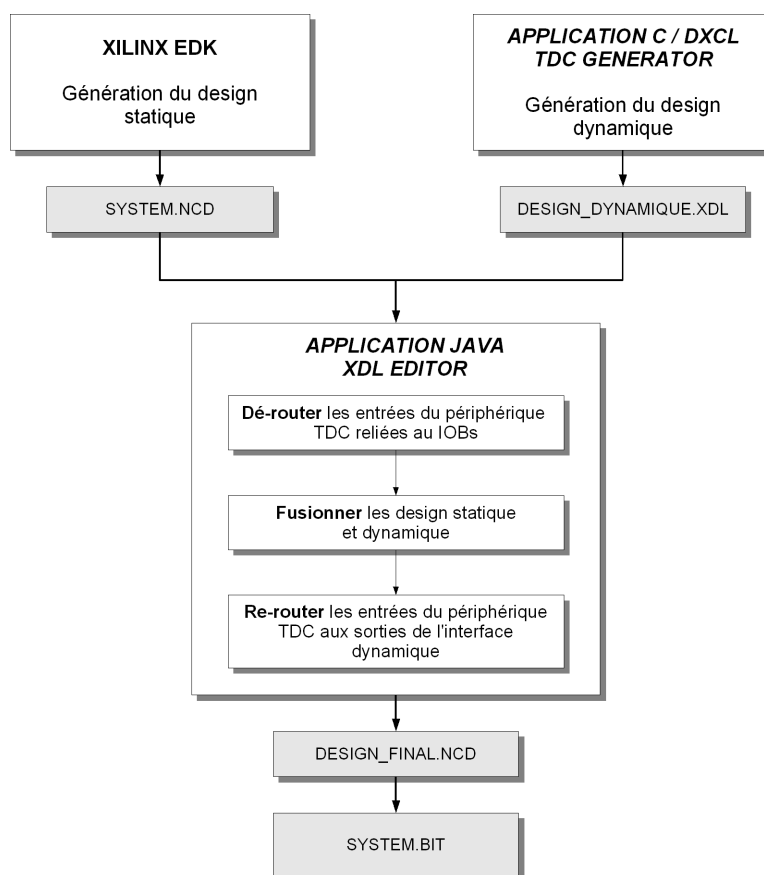 XILINX EDK
Génération du design
statique
APPLICATION C / DXCL
TDC GENERATOR
Génération du design
dynamique
SYSTEM.NCD
DESIGN_DYNAMIQUE.XDL
APPLICATION JAVA
XDL EDITOR
Dé-router les entrées du périphérique
TDC reliées au IOBs
Fusionner les design statique
et dynamique
Re-router les entrées du périphérique
TDC aux sorties de l'interface
dynamique
DESIGN_FINAL.NCD
SYSTEM.BIT